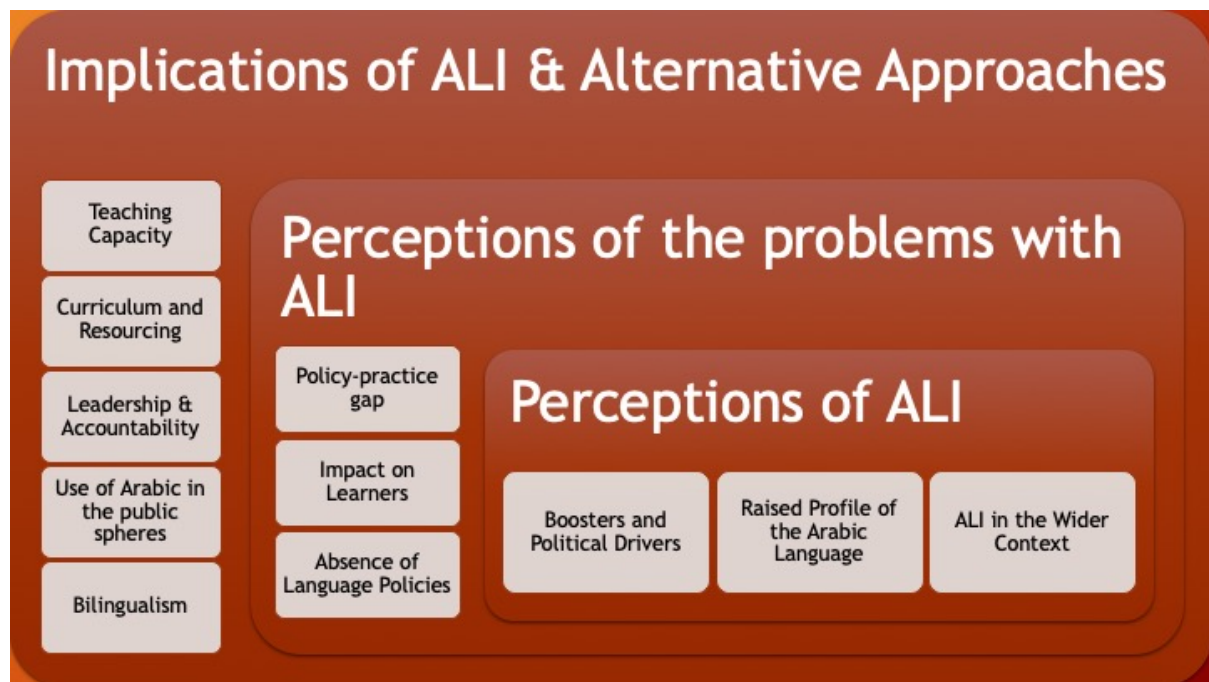 Implications of ALI & Alternative Approaches
Teaching
Capacity
Curriculum and
Resourcing
Leadership &
Accountability
Use of Arabic in
the public
spheres
Bilingualism
Perceptions of the problems with
ALI
Policy-practice
gap
Impact on
Learners
Absence of
Language Policies
Perceptions of ALI
Boosters and
Political Drivers
Raised Profile of
the Arabic
Language
ALI in the Wider
Context